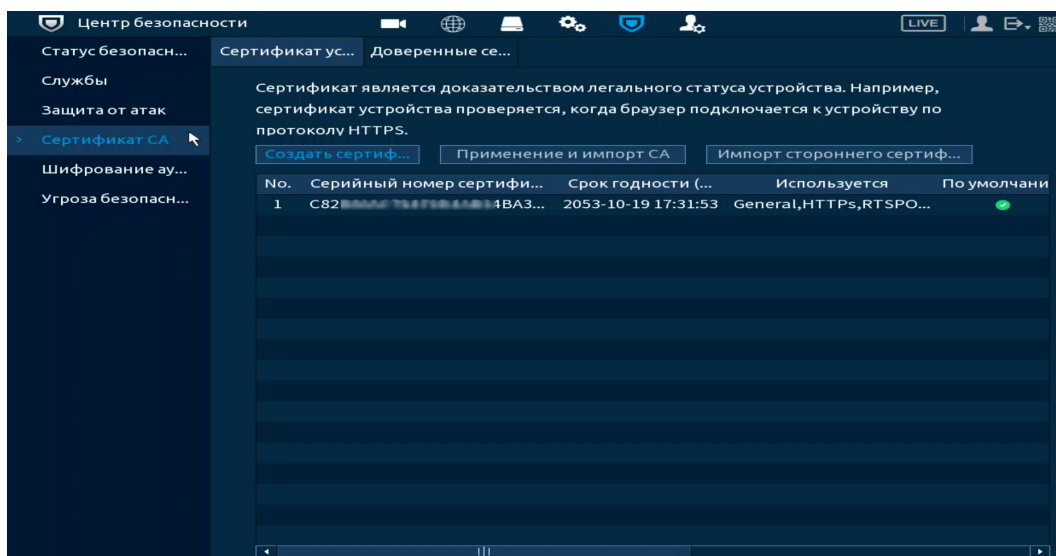 Центр безопасности
LIVE
Статус безопасн...
Службы
Защита от атак
> Сертификат CA
Шифрование ау...
Угроза безопасн...
Сертификат ус...
Доверенные се...
Сертификат является доказательством легального статуса устройства. Например,
сертификат устройства проверяется, когда браузер подключается к устройству по
протоколу HTTPS.
Создать сертиф...
Применение и импорт CA
Импорт стороннего сертиф...
No. Серийный номер сертифи... Срок годности (... Используется По умолчани
1 C82 4BA3... 2053-10-19 17:31:53 General,HTTPs,RTSPO...